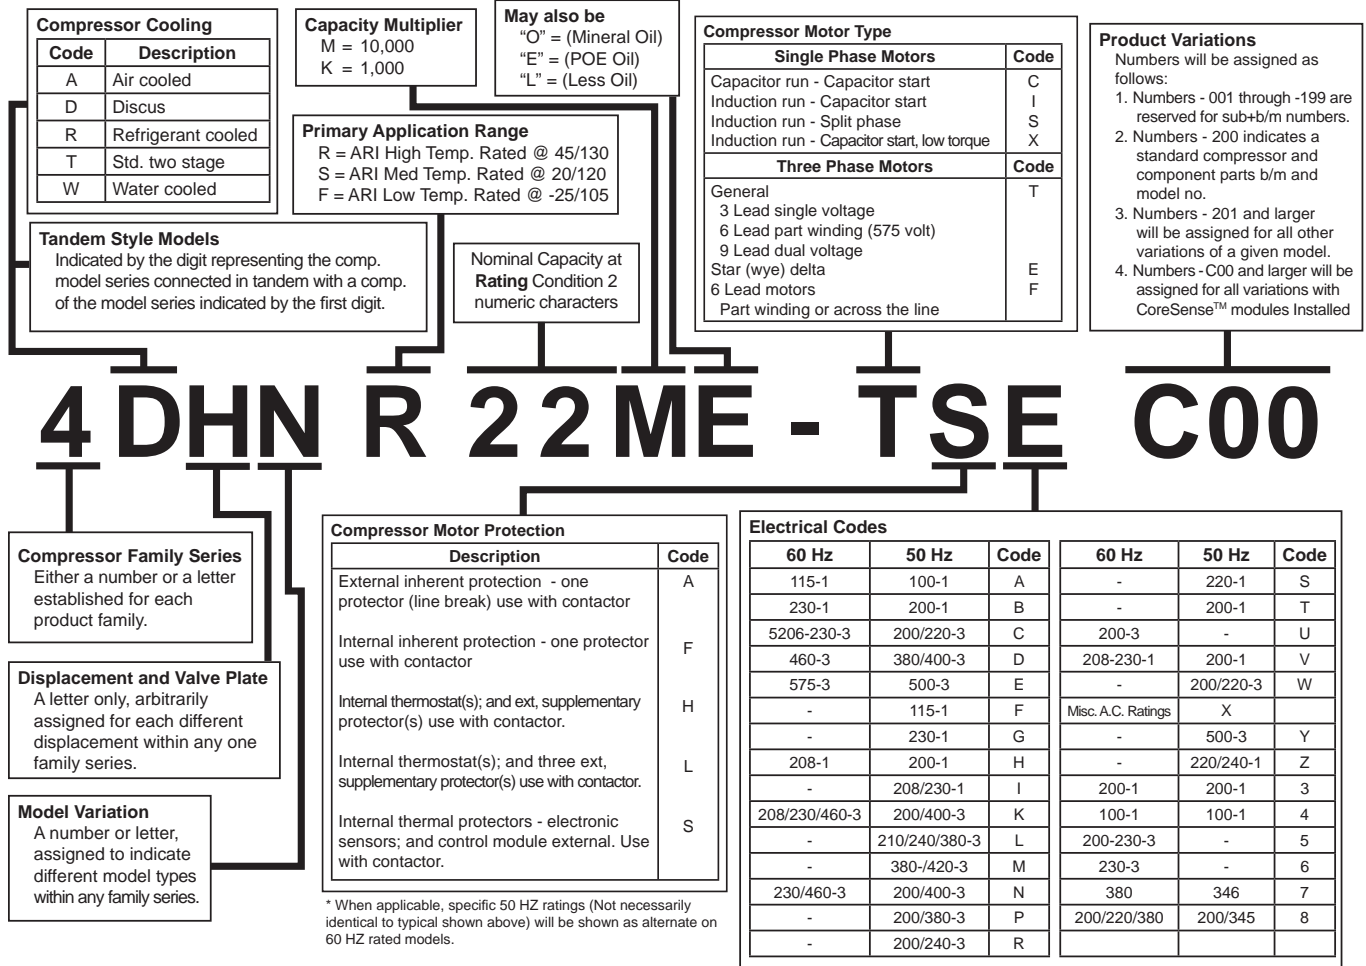 Compressor Cooling
Code Description
A Air cooled
D Discus
R Refrigerant cooled
T Std. two stage
W Water cooled
Capacity Multiplier
M = 10,000
K = 1,000
May also be
“O” = (Mineral Oil)
“E” = (POE Oil)
“L” = (Less Oil)
Primary Application Range
R = ARI High Temp. Rated @ 45/130
S = ARI Med Temp. Rated @ 20/120
F = ARI Low Temp. Rated @ -25/105
Tandem Style Models
Indicated by the digit representing the comp.
model series connected in tandem with a comp.
of the model series indicated by the first digit.
Nominal Capacity at
Rating Condition 2
numeric characters
Compressor Motor Type
Single Phase Motors Code
Capacitor run - Capacitor start C
Induction run - Capacitor start I
Induction run - Split phase S
Induction run - Capacitor start, low torque X
Three Phase Motors Code
General T
3 Lead single voltage
6 Lead part winding (575 volt)
9 Lead dual voltage
Star (wye) delta E
6 Lead motors F
Part winding or across the line
Product Variations
Numbers will be assigned as
follows:
1. Numbers - 001 through -199 are
reserved for sub+b/m numbers.
2. Numbers - 200 indicates a
standard compressor and
component parts b/m and
model no.
3. Numbers - 201 and larger
will be assigned for all other
variations of a given model.
4. Numbers - C00 and larger will be
assigned for all variations with
CoreSense™ modules Installed
4 DHN R 22ME - TSE C00
Compressor Family Series
Either a number or a letter
established for each
product family.
Displacement and Valve Plate
A letter only, arbitrarily
assigned for each different
displacement within any one
family series.
Model Variation
A number or letter,
assigned to indicate
different model types
within any family series.
Compressor Motor Protection
Description Code
External inherent protection - one A
protector (line break) use with contactor
Internal inherent protection - one protector F
use with contactor
Internal thermostat(s); and ext, supplementary H
protector(s) use with contactor.
Internal thermostat(s); and three ext, L
supplementary protector(s) use with contactor.
Internal thermal protectors - electronic S
sensors; and control module external. Use
with contactor.
* When applicable, specific 50 HZ ratings (Not necessarily
identical to typical shown above) will be shown as alternate on
60 HZ rated models.
Electrical Codes
60 Hz 50 Hz Code 60 Hz 50 Hz Code
115-1 100-1 A - 220-1 S
230-1 200-1 B - 200-1 T
5206-230-3 200/220-3 C 200-3 - U
460-3 380/400-3 D 208-230-1 200-1 V
575-3 500-3 E - 200/220-3 W
- 115-1 F Misc. A.C. Ratings X
- 230-1 G - 500-3 Y
208-1 200-1 H - 220/240-1 Z
- 208/230-1 I 200-1 200-1 3
208/230/460-3 200/400-3 K 100-1 100-1 4
- 210/240/380-3 L 200-230-3 - 5
- 380-/420-3 M 230-3 - 6
230/460-3 200/400-3 N 380 346 7
- 200/380-3 P 200/220/380 200/345 8
- 200/240-3 R